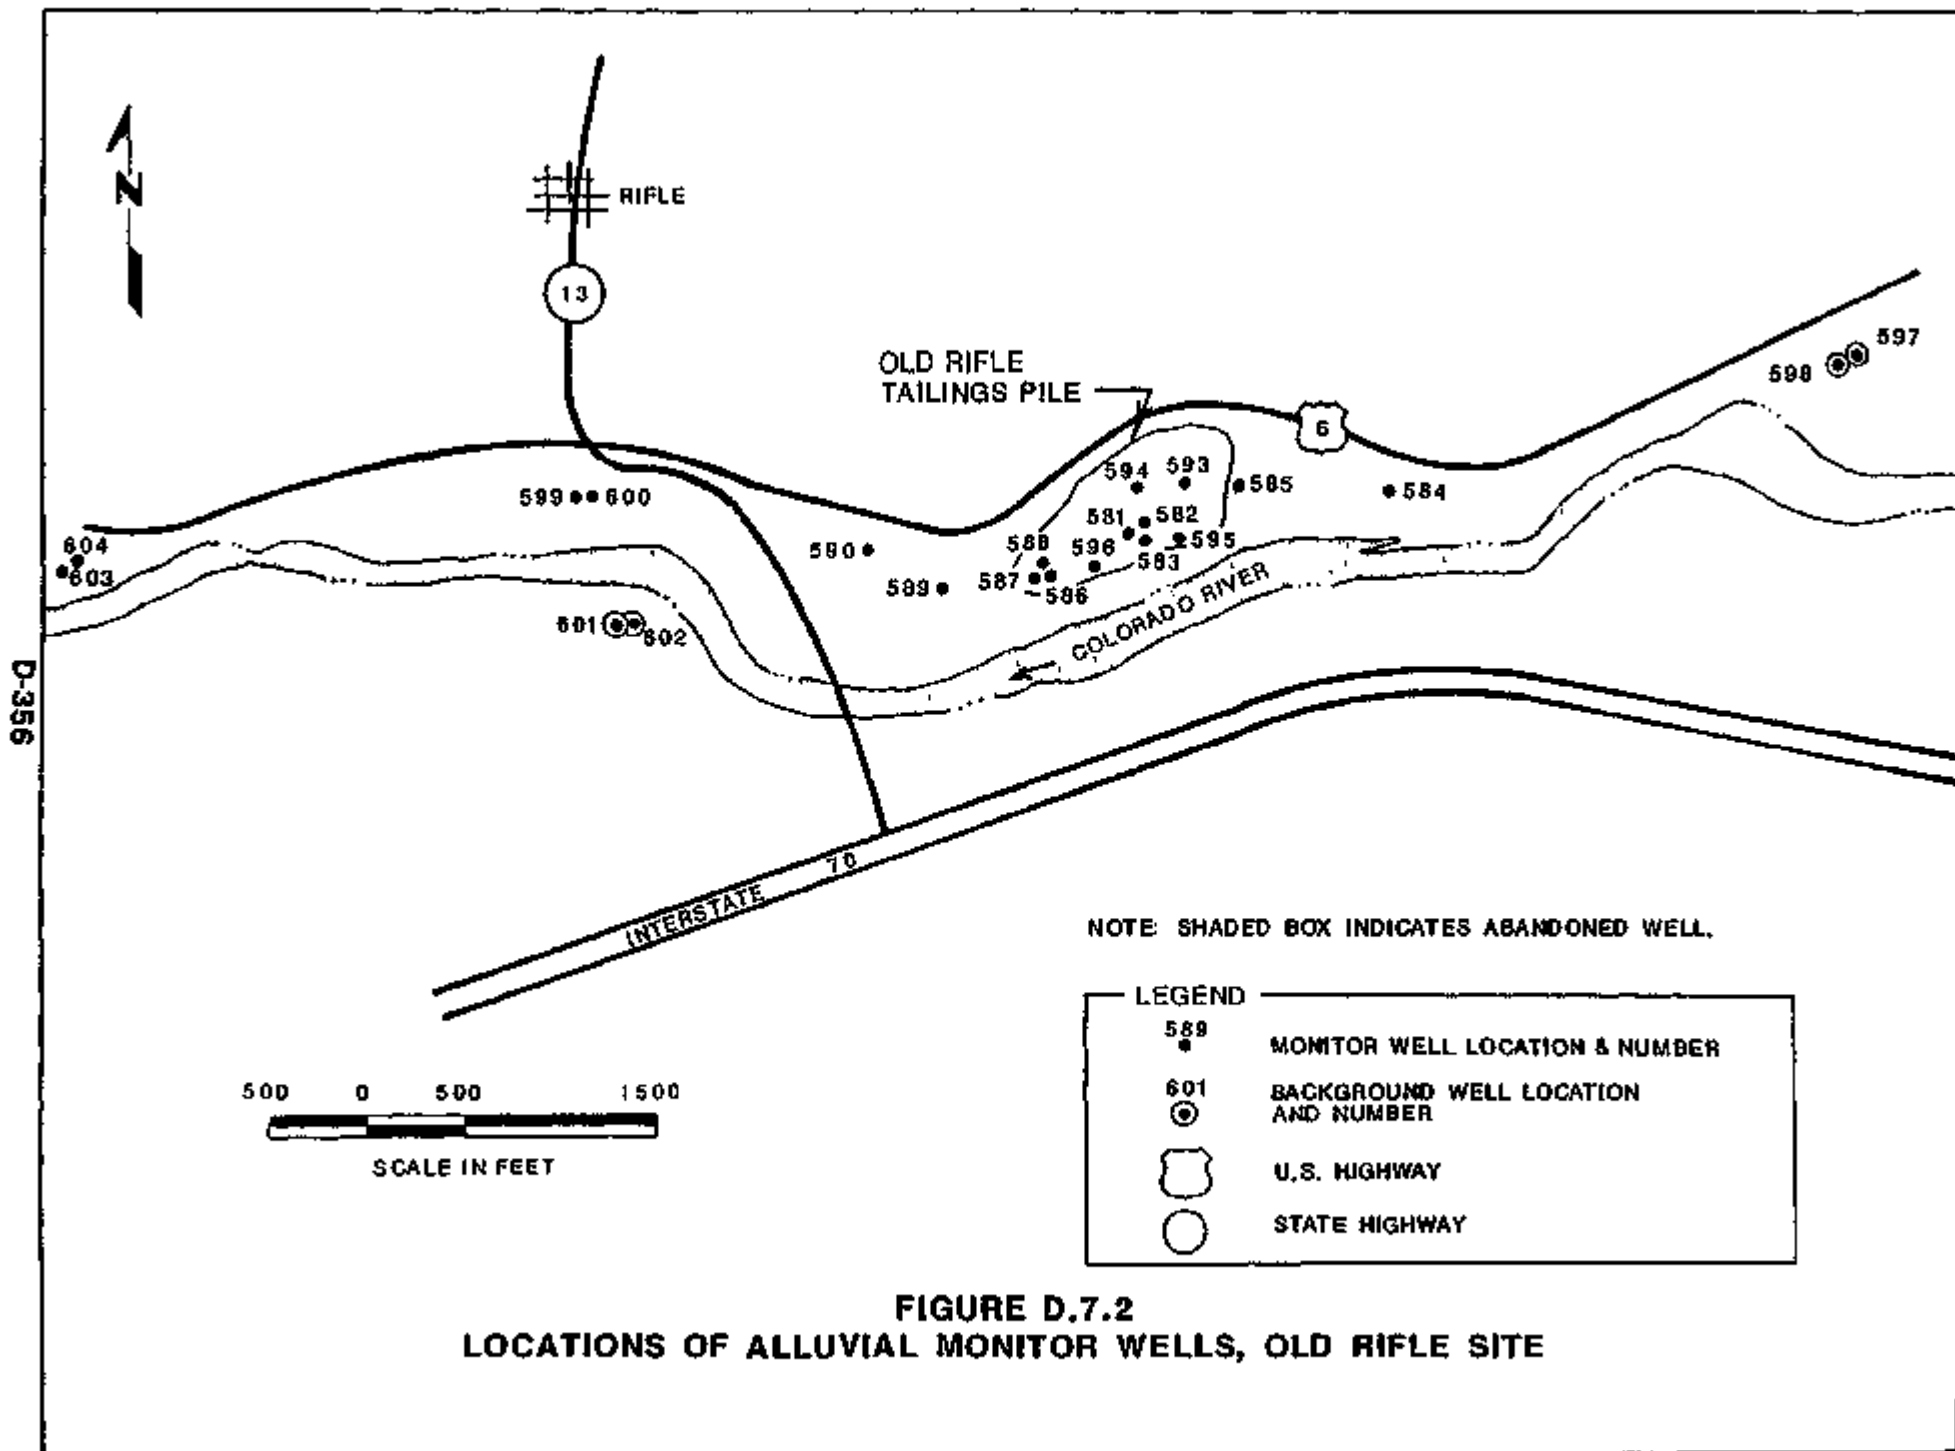 N
RIFLE
13
OLD RIFLE
TAILINGS PILE
6
597
598
594
593
585
584
599
600
581
582
590
588
596
595
583
604
603
589
587
586
601
602
COLORADO RIVER
D-356
INTERSTATE 70
NOTE: SHADED BOX INDICATES ABANDONED WELL.
LEGEND
589
MONITOR WELL LOCATION & NUMBER
601
BACKGROUND WELL LOCATION
AND NUMBER
U.S. HIGHWAY
STATE HIGHWAY
500 0 500 1500
SCALE IN FEET
FIGURE D.7.2
LOCATIONS OF ALLUVIAL MONITOR WELLS, OLD RIFLE SITE